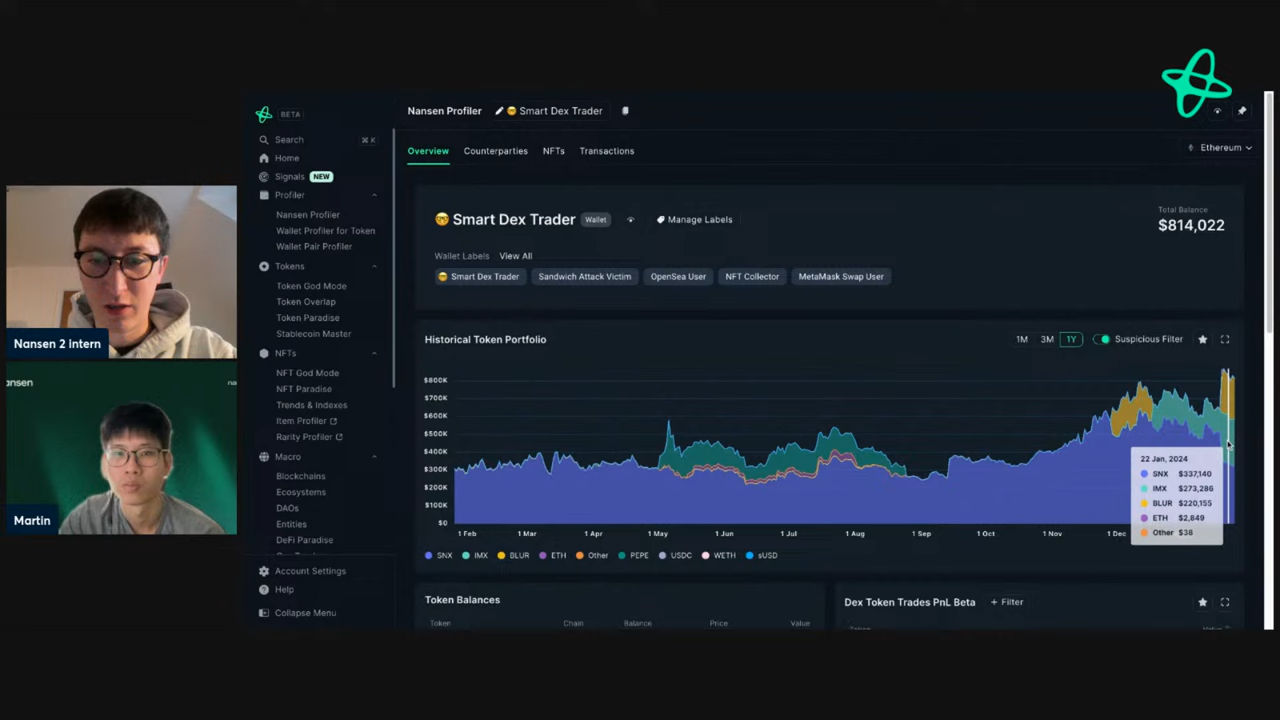 BETA
Nansen Profiler Smart Dex Trader
Search ⌘ K
Home
Signals NEW
Profiler
Nansen Profiler
Wallet Profiler for Token
Wallet Pair Profiler
Tokens
Token God Mode
Token Overlap
Token Paradise
Stablecoin Master
NFTs
NFT God Mode
NFT Paradise
Trends & Indexes
Item Profiler
Rarity Profiler
Macro
Blockchains
Ecosystems
DAOs
Entities
DeFi Paradise
Account Settings
Help
Collapse Menu
Overview Counterparties NFTs Transactions
Ethereum
Smart Dex Trader Wallet Manage Labels
Total Balance
$814,022
Wallet Labels View All
Smart Dex Trader Sandwich Attack Victim OpenSea User NFT Collector MetaMask Swap User
Historical Token Portfolio
1M 3M 1Y Suspicious Filter
$800K
$700K
$600K
$500K
$400K
$300K
$200K
$100K
$0
1 Feb 1 Mar 1 Apr 1 May 1 Jun 1 Jul 1 Aug 1 Sep 1 Oct 1 Nov 1 Dec
22 Jan, 2024
SNX $337,140
IMX $273,286
BLUR $220,155
ETH $2,849
Other $38
SNX IMX BLUR ETH Other PEPE USDC WETH sUSD
Token Balances
Token Chain Balance Price Value
Dex Token Trades PnL Beta + Filter
Nansen 2 Intern
ansen
na
Martin